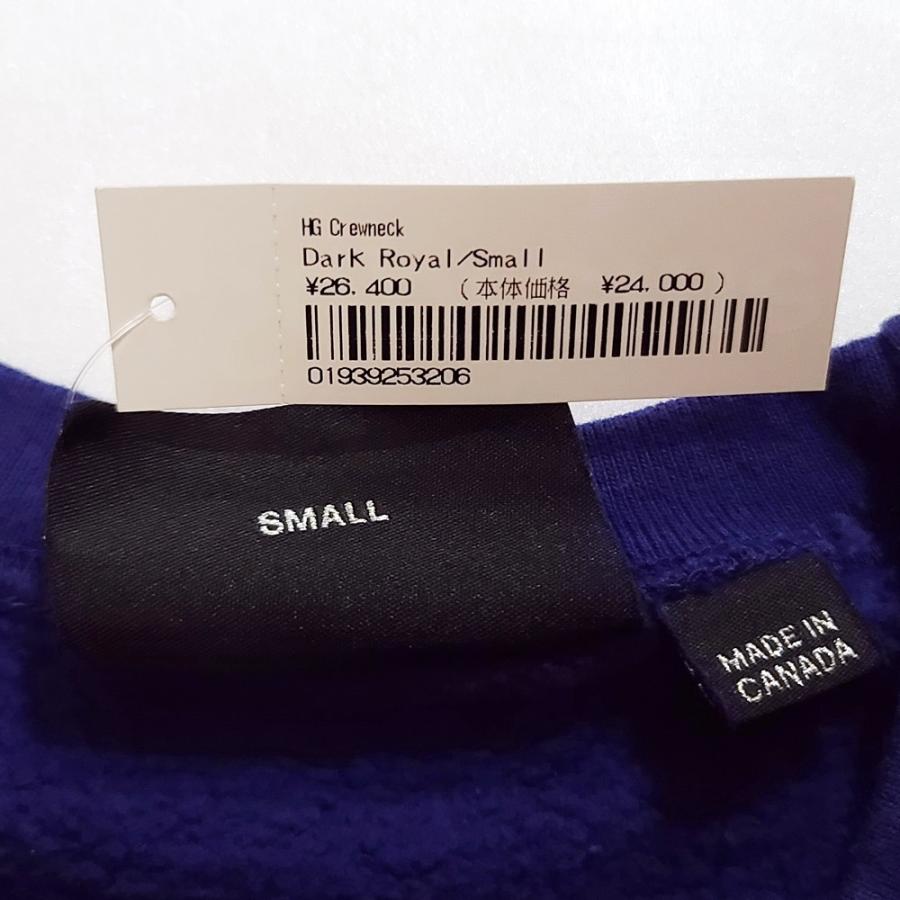 HG Crewneck
Dark Royal/Small
¥26,400 (本体価格 ¥24,000)
01939253206
SMALL
MADE IN
CANADA